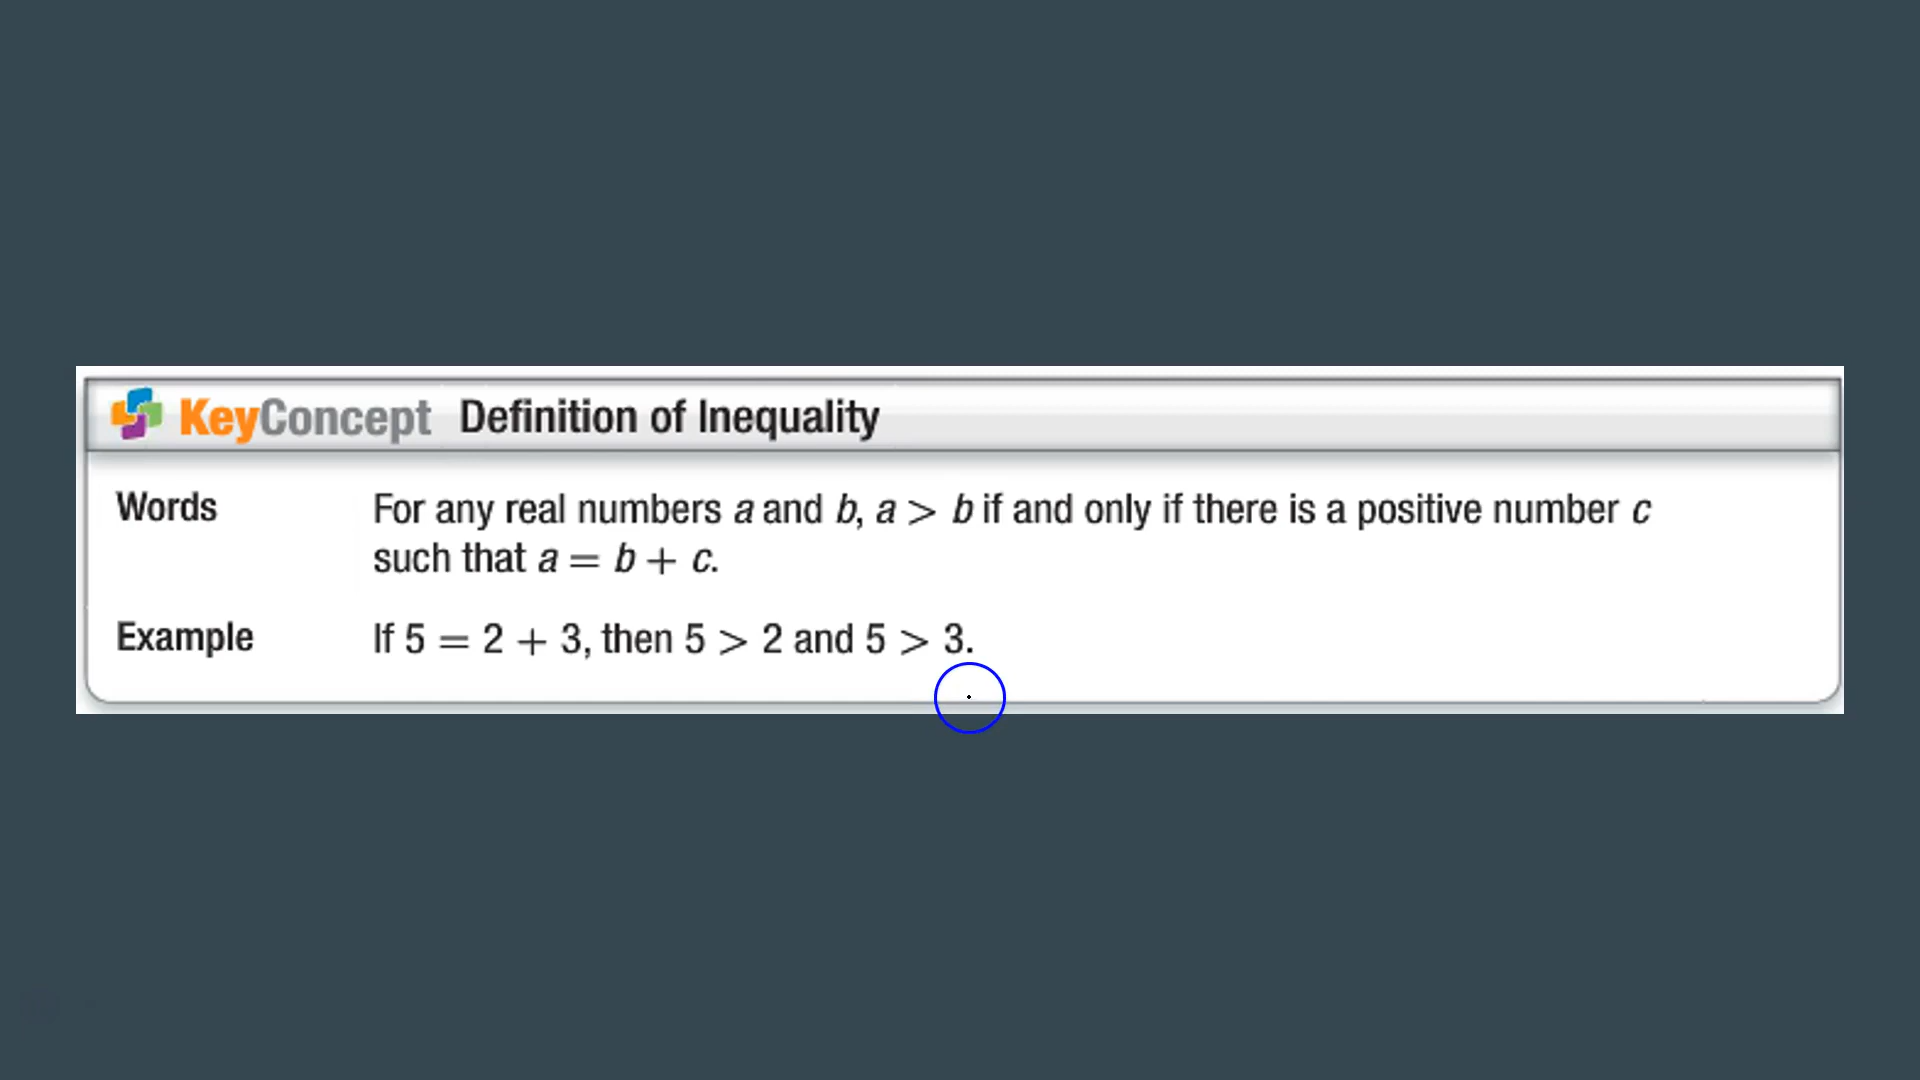 KeyConcept Definition of Inequality
Words For any real numbers a and b, a > b if and only if there is a positive number c
such that a = b + c.
Example If 5 = 2 + 3, then 5 > 2 and 5 > 3.